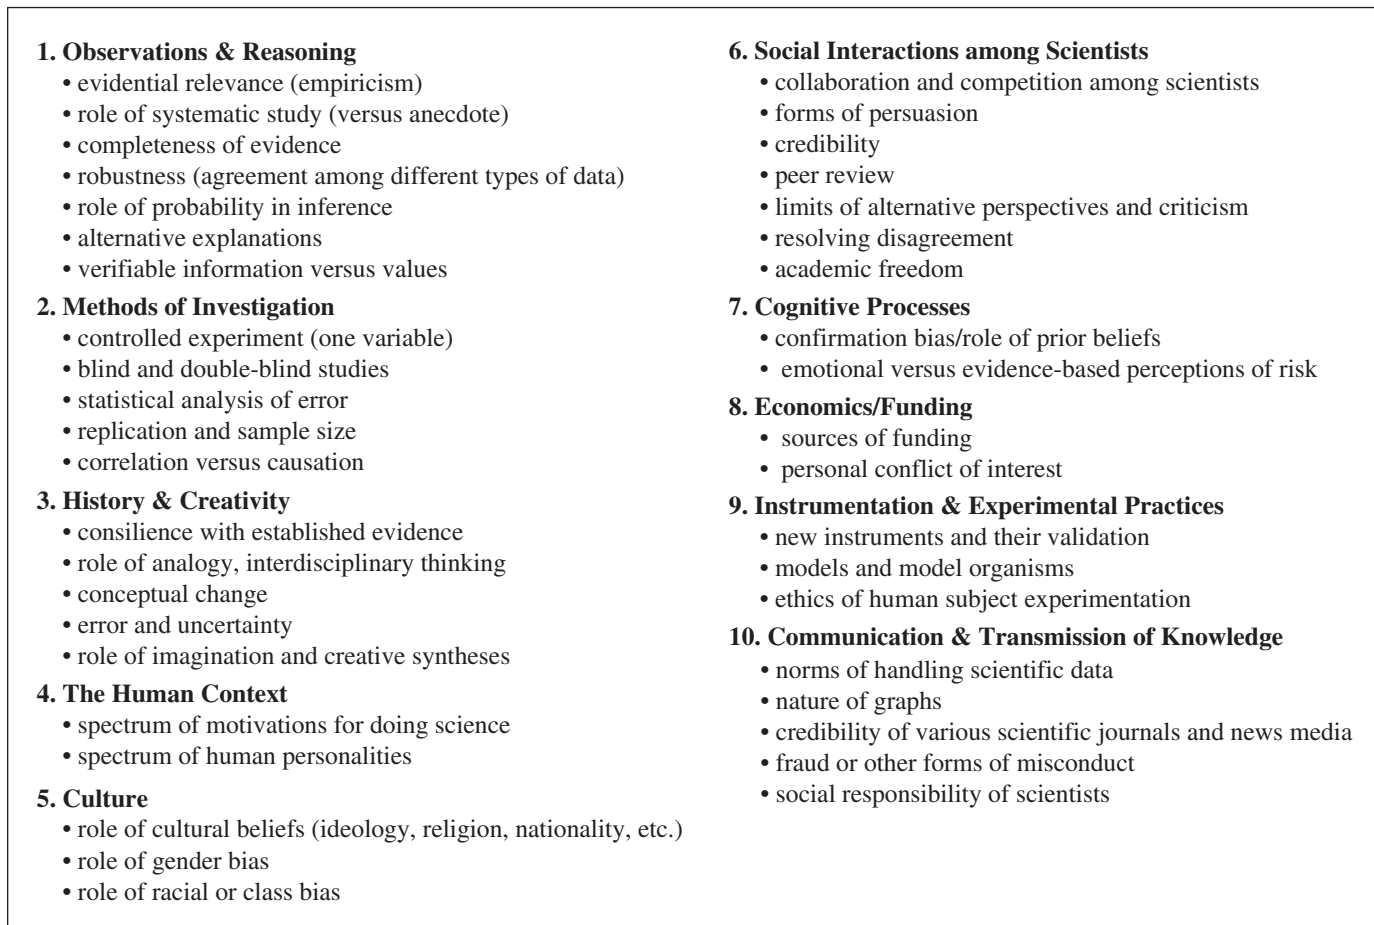 1. Observations & Reasoning
• evidential relevance (empiricism)
• role of systematic study (versus anecdote)
• completeness of evidence
• robustness (agreement among different types of data)
• role of probability in inference
• alternative explanations
• verifiable information versus values
2. Methods of Investigation
• controlled experiment (one variable)
• blind and double-blind studies
• statistical analysis of error
• replication and sample size
• correlation versus causation
3. History & Creativity
• consilience with established evidence
• role of analogy, interdisciplinary thinking
• conceptual change
• error and uncertainty
• role of imagination and creative syntheses
4. The Human Context
• spectrum of motivations for doing science
• spectrum of human personalities
5. Culture
• role of cultural beliefs (ideology, religion, nationality, etc.)
• role of gender bias
• role of racial or class bias
6. Social Interactions among Scientists
• collaboration and competition among scientists
• forms of persuasion
• credibility
• peer review
• limits of alternative perspectives and criticism
• resolving disagreement
• academic freedom
7. Cognitive Processes
• confirmation bias/role of prior beliefs
• emotional versus evidence-based perceptions of risk
8. Economics/Funding
• sources of funding
• personal conflict of interest
9. Instrumentation & Experimental Practices
• new instruments and their validation
• models and model organisms
• ethics of human subject experimentation
10. Communication & Transmission of Knowledge
• norms of handling scientific data
• nature of graphs
• credibility of various scientific journals and news media
• fraud or other forms of misconduct
• social responsibility of scientists